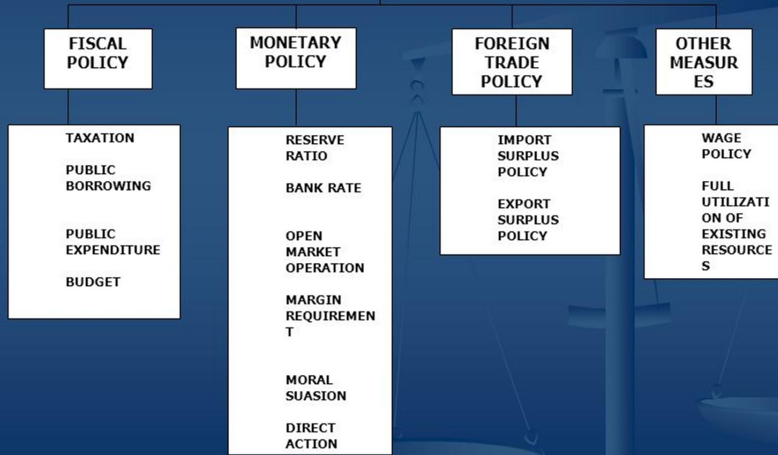 FISCAL
POLICY
MONETARY
POLICY
FOREIGN
TRADE
POLICY
OTHER
MEASUR
ES
TAXATION
PUBLIC
BORROWING
PUBLIC
EXPENDITURE
BUDGET
RESERVE
RATIO
BANK RATE
OPEN
MARKET
OPERATION
MARGIN
REQUIREMEN
T
MORAL
SUASION
DIRECT
ACTION
IMPORT
SURPLUS
POLICY
EXPORT
SURPLUS
POLICY
WAGE
POLICY
FULL
UTILIZATI
ON OF
EXISTING
RESOURCE
S